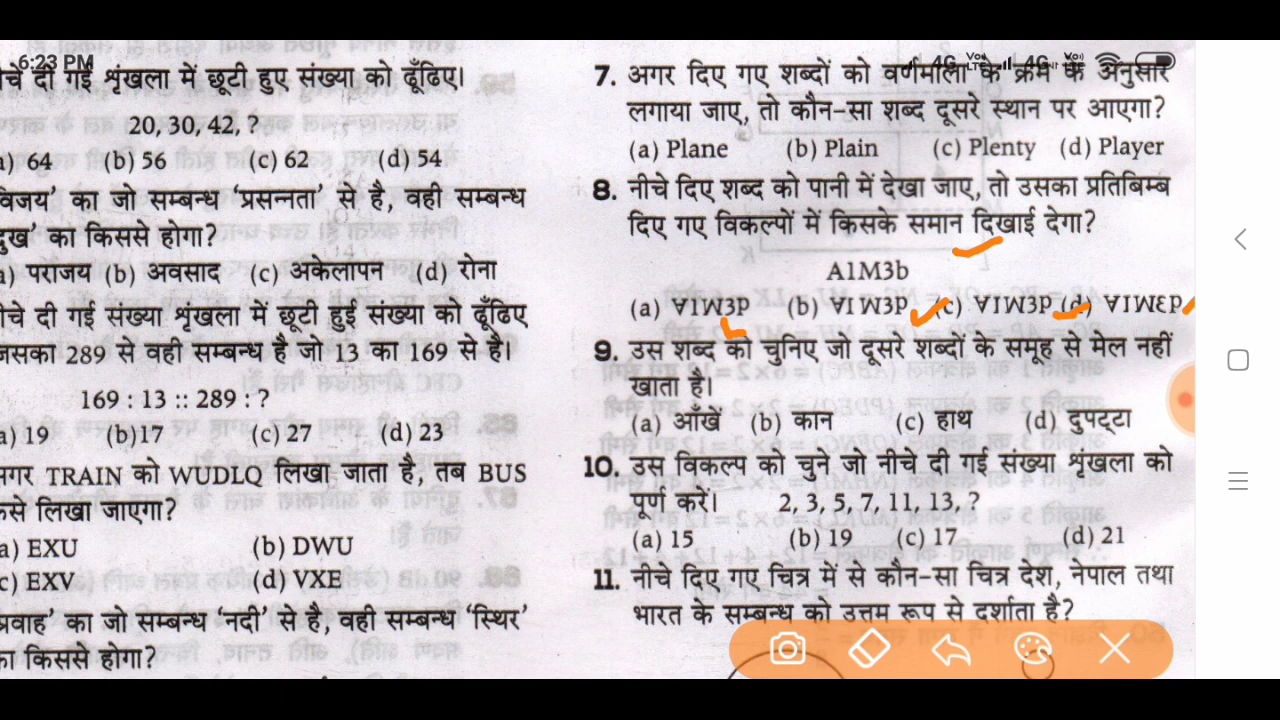 6:23 PM
4G VoLTE 4G VoLTE
चे दी गई शृंखला में छूटी हुए संख्या को ढूँढिए।
20, 30, 42, ?
64 (b) 56 (c) 62 (d) 54
का जो सम्बन्ध 'प्रसन्नता' से है, वही सम्बन्ध
का किससे होगा?
पराजय (b) अवसाद (c) अकेलापन (d) रोना
चे दी गई संख्या शृंखला में छूटी हुई संख्या को ढूँढिए
जसका 289 से वही सम्बन्ध है जो 13 का 169 से है।
169 : 13 :: 289 : ?
a) 19 (b) 17 (c) 27 (d) 23
गर TRAIN को WUDLQ लिखा जाता है, तब BUS
से लिखा जाएगा?
a) EXU (b) DWU
c) EXV (d) VXE
प्रवाह' का जो सम्बन्ध 'नदी' से है, वही सम्बन्ध 'स्थिर'
का किससे होगा?
7. अगर दिए गए शब्दों को वर्णमाला के क्रम के अनुसार
लगाया जाए, तो कौन-सा शब्द दूसरे स्थान पर आएगा?
(a) Plane (b) Plain (c) Plenty (d) Player
8. नीचे दिए शब्द को पानी में देखा जाए, तो उसका प्रतिबिम्ब
दिए गए विकल्पों में किसके समान दिखाई देगा?
A1M3b
(a) (b) (c) (d)
9. उस शब्द को चुनिए जो दूसरे शब्दों के समूह से मेल नहीं
खाता है।
(a) आँखें (b) कान (c) हाथ (d) दुपट्टा
10. उस विकल्प को चुने जो नीचे दी गई संख्या शृंखला को
पूर्ण करें। 2, 3, 5, 7, 11, 13, ?
(a) 15 (b) 19 (c) 17 (d) 21
11. नीचे दिए गए चित्र में से कौन-सा चित्र देश, नेपाल तथा
भारत के सम्बन्ध को उत्तम रूप से दर्शाता है?